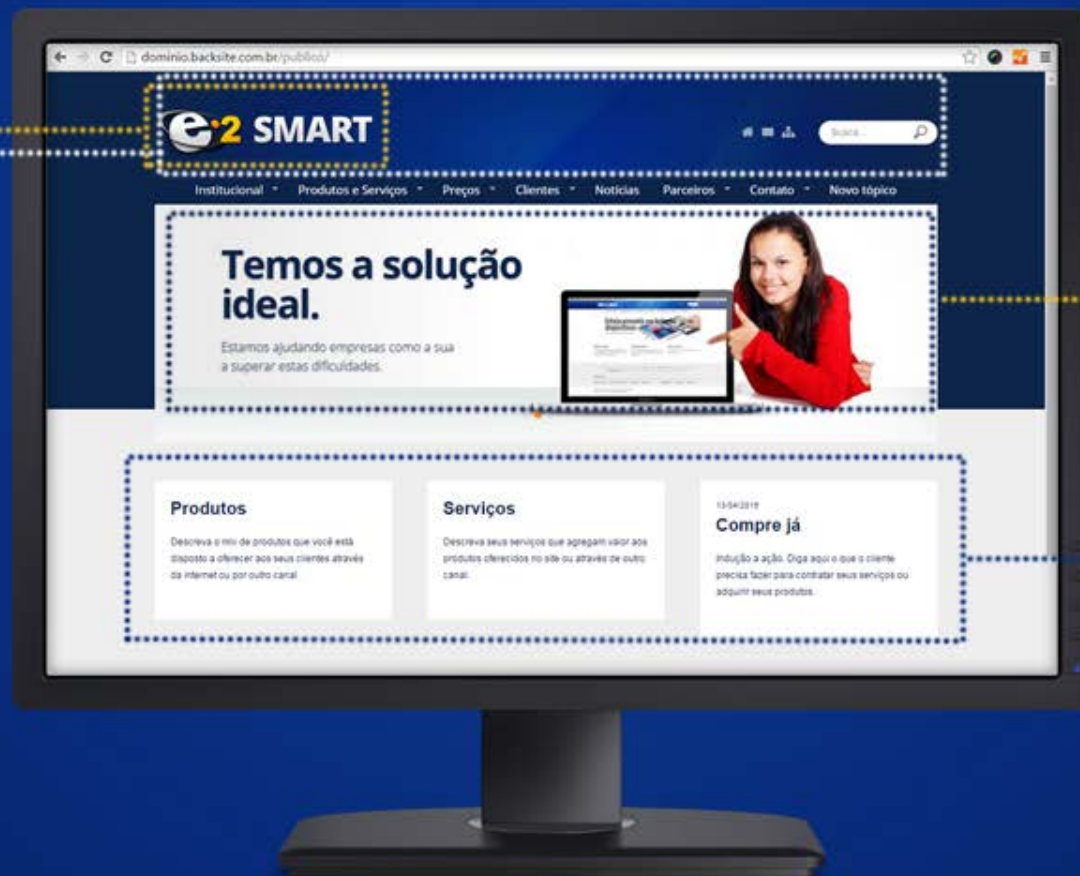 dominio.backsite.com.br/publico/
e2 SMART
Busca...
Institucional Produtos e Serviços Preços Clientes Notícias Parceiros Contato Novo tópico
Temos a solução
ideal.
Estamos ajudando empresas como a sua
a superar estas dificuldades.
Produtos
Descreva o mix de produtos que você está
disposto a oferecer aos seus clientes através
da internet ou por outro canal.
Serviços
Descreva seus serviços que agregam valor aos
produtos oferecidos no site ou através de outro
canal.
Compre já
Indução a ação. Diga aqui o que o cliente
precisa fazer para contratar seus serviços ou
adquirir seus produtos.